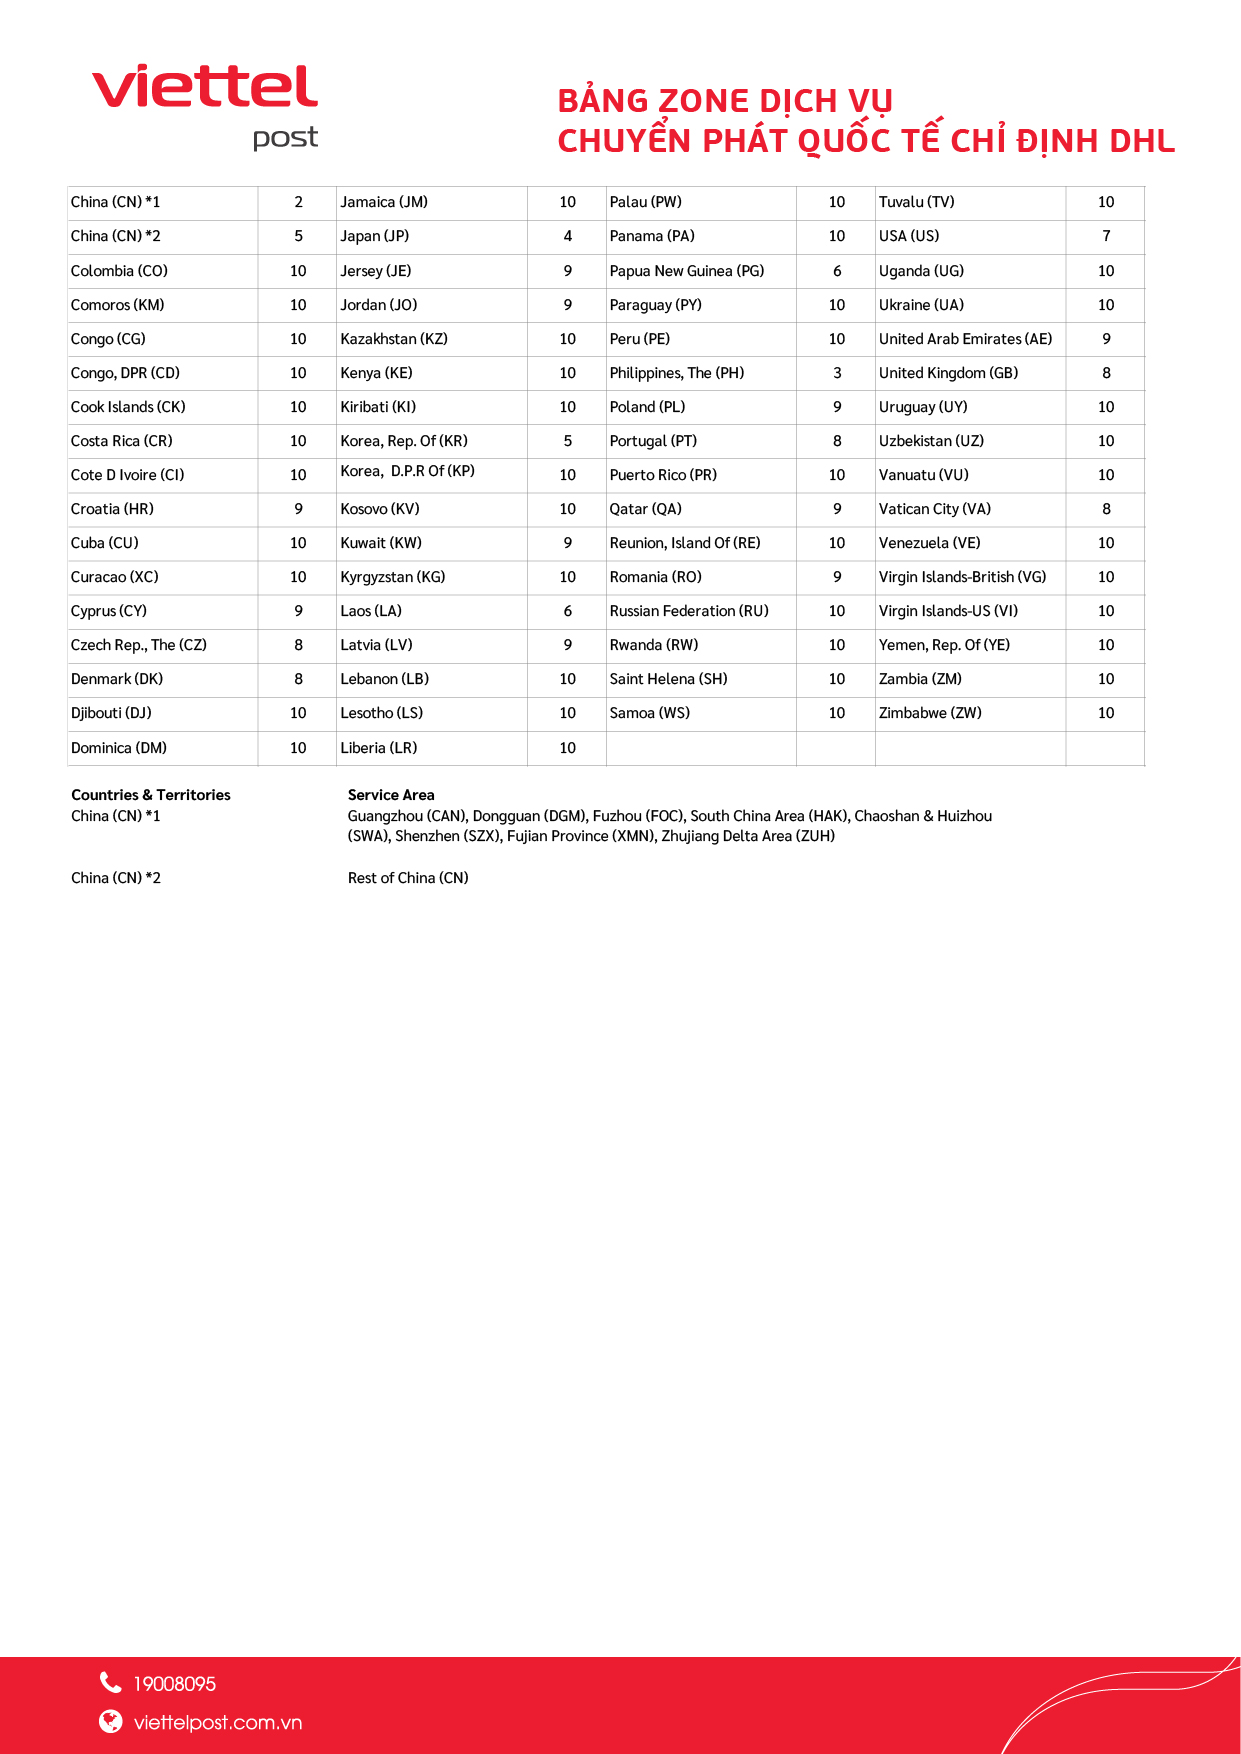 viettel
post
BẢNG ZONE DỊCH VỤ
CHUYỂN PHÁT QUỐC TẾ CHỈ ĐỊNH DHL
China (CN) *1 2 Jamaica (JM) 10 Palau (PW) 10 Tuvalu (TV) 10
China (CN) *2 5 Japan (JP) 4 Panama (PA) 10 USA (US) 7
Colombia (CO) 10 Jersey (JE) 9 Papua New Guinea (PG) 6 Uganda (UG) 10
Comoros (KM) 10 Jordan (JO) 9 Paraguay (PY) 10 Ukraine (UA) 10
Congo (CG) 10 Kazakhstan (KZ) 10 Peru (PE) 10 United Arab Emirates (AE) 9
Congo, DPR (CD) 10 Kenya (KE) 10 Philippines, The (PH) 3 United Kingdom (GB) 8
Cook Islands (CK) 10 Kiribati (KI) 10 Poland (PL) 9 Uruguay (UY) 10
Costa Rica (CR) 10 Korea, Rep. Of (KR) 5 Portugal (PT) 8 Uzbekistan (UZ) 10
Cote D Ivoire (CI) 10 Korea, D.P.R Of (KP) 10 Puerto Rico (PR) 10 Vanuatu (VU) 10
Croatia (HR) 9 Kosovo (KV) 10 Qatar (QA) 9 Vatican City (VA) 8
Cuba (CU) 10 Kuwait (KW) 9 Reunion, Island Of (RE) 10 Venezuela (VE) 10
Curacao (XC) 10 Kyrgyzstan (KG) 10 Romania (RO) 9 Virgin Islands-British (VG) 10
Cyprus (CY) 9 Laos (LA) 6 Russian Federation (RU) 10 Virgin Islands-US (VI) 10
Czech Rep., The (CZ) 8 Latvia (LV) 9 Rwanda (RW) 10 Yemen, Rep. Of (YE) 10
Denmark (DK) 8 Lebanon (LB) 10 Saint Helena (SH) 10 Zambia (ZM) 10
Djibouti (DJ) 10 Lesotho (LS) 10 Samoa (WS) 10 Zimbabwe (ZW) 10
Dominica (DM) 10 Liberia (LR) 10
Countries & Territories Service Area
China (CN) *1 Guangzhou (CAN), Dongguan (DGM), Fuzhou (FOC), South China Area (HAK), Chaoshan & Huizhou
(SWA), Shenzhen (SZX), Fujian Province (XMN), Zhujiang Delta Area (ZUH)
China (CN) *2 Rest of China (CN)
19008095
viettelpost.com.vn